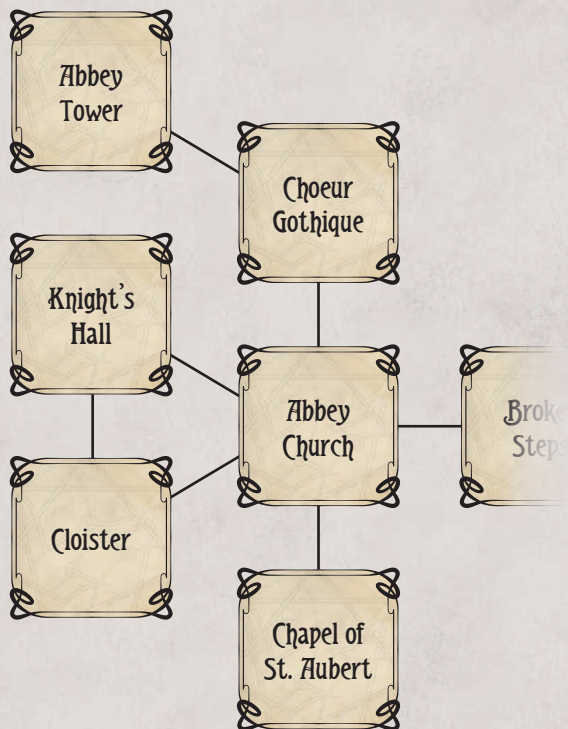 Abbey
Tower
Choeur
Gothique
Knight's
Hall
Abbey
Church
Cloister
Chapel of
St. Aubert